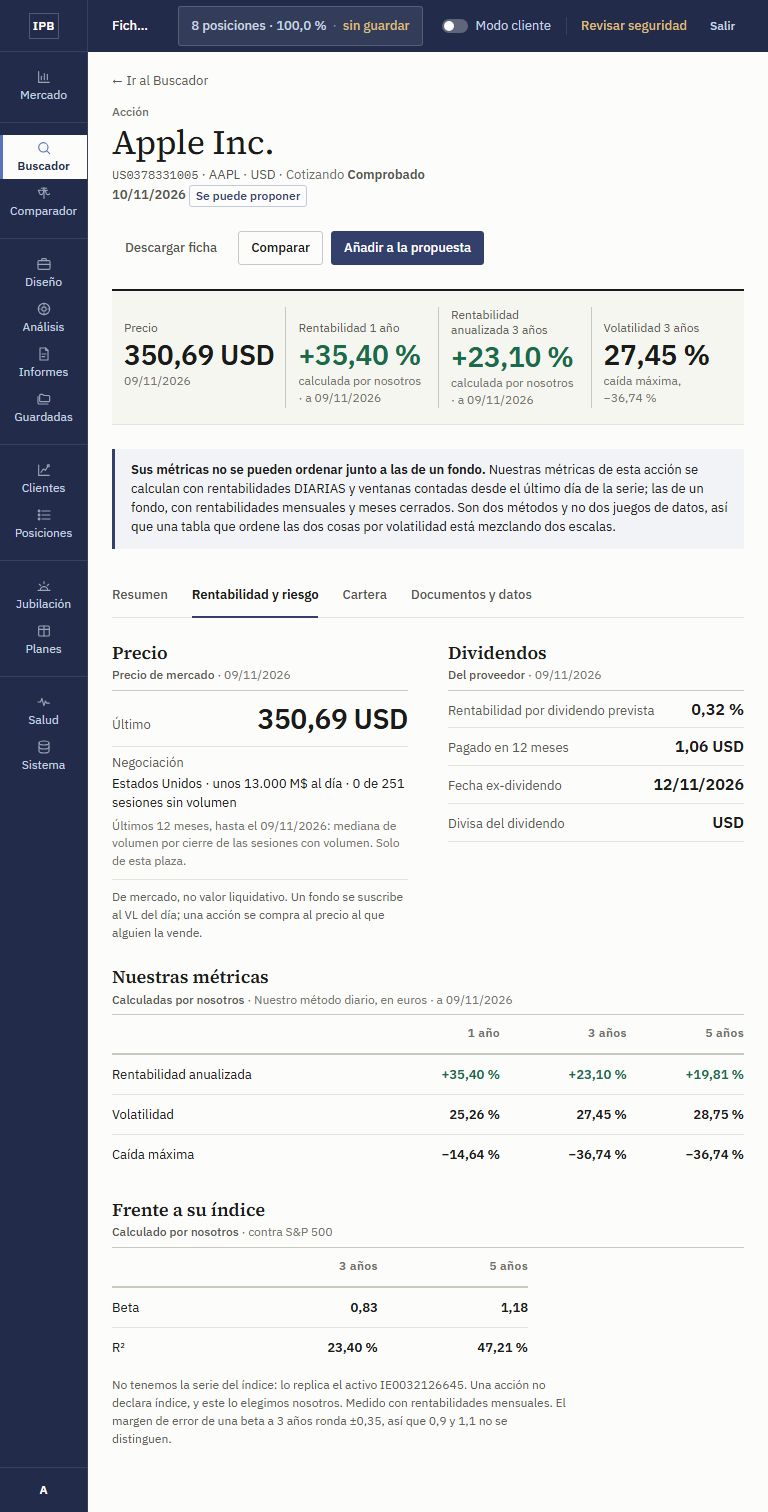 IPB
Fich...
8 posiciones · 100,0 % · sin guardar
Modo cliente
Revisar seguridad
Salir
Mercado
Buscador
Comparador
Diseño
Análisis
Informes
Guardadas
Clientes
Posiciones
Jubilación
Planes
Salud
Sistema
A
← Ir al Buscador
Acción
Apple Inc.
US0378331005 · AAPL · USD · Cotizando Comprobado
10/11/2026 Se puede proponer
Descargar ficha
Comparar
Añadir a la propuesta
Precio
350,69 USD
09/11/2026
Rentabilidad 1 año
+35,40 %
calculada por nosotros
· a 09/11/2026
Rentabilidad
anualizada 3 años
+23,10 %
calculada por nosotros
· a 09/11/2026
Volatilidad 3 años
27,45 %
caída máxima,
−36,74 %
Sus métricas no se pueden ordenar junto a las de un fondo. Nuestras métricas de esta acción se
calculan con rentabilidades DIARIAS y ventanas contadas desde el último día de la serie; las de un
fondo, con rentabilidades mensuales y meses cerrados. Son dos métodos y no dos juegos de datos, así
que una tabla que ordene las dos cosas por volatilidad está mezclando dos escalas.
Resumen
Rentabilidad y riesgo
Cartera
Documentos y datos
Precio
Precio de mercado · 09/11/2026
Último 350,69 USD
Negociación
Estados Unidos · unos 13.000 M$ al día · 0 de 251
sesiones sin volumen
Últimos 12 meses, hasta el 09/11/2026: mediana de
volumen por cierre de las sesiones con volumen. Solo
de esta plaza.
De mercado, no valor liquidativo. Un fondo se suscribe
al VL del día; una acción se compra al precio al que
alguien la vende.
Dividendos
Del proveedor · 09/11/2026
Rentabilidad por dividendo prevista 0,32 %
Pagado en 12 meses 1,06 USD
Fecha ex-dividendo 12/11/2026
Divisa del dividendo USD
Nuestras métricas
Calculadas por nosotros · Nuestro método diario, en euros · a 09/11/2026
1 año 3 años 5 años
Rentabilidad anualizada +35,40 % +23,10 % +19,81 %
Volatilidad 25,26 % 27,45 % 28,75 %
Caída máxima −14,64 % −36,74 % −36,74 %
Frente a su índice
Calculado por nosotros · contra S&P 500
3 años 5 años
Beta 0,83 1,18
R² 23,40 % 47,21 %
No tenemos la serie del índice: lo replica el activo IE0032126645. Una acción no
declara índice, y este lo elegimos nosotros. Medido con rentabilidades mensuales. El
margen de error de una beta a 3 años ronda ±0,35, así que 0,9 y 1,1 no se
distinguen.